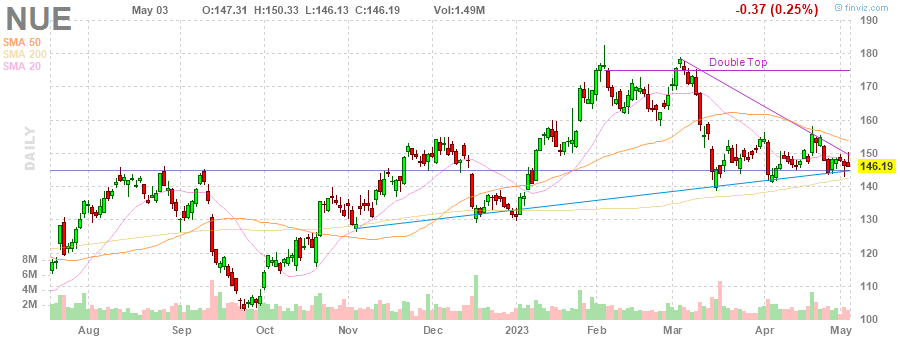 NUE
May 03 O:147.31 H:150.33 L:146.13 C:146.19 Vol:1.49M -0.37 (0.25%) © finviz.com
SMA 50
SMA 200
SMA 20
DAILY
Double Top
190
180
170
160
150
146.19
140
130
120
110
100
8M
6M
4M
2M
Aug Sep Oct Nov Dec 2023 Feb Mar Apr May